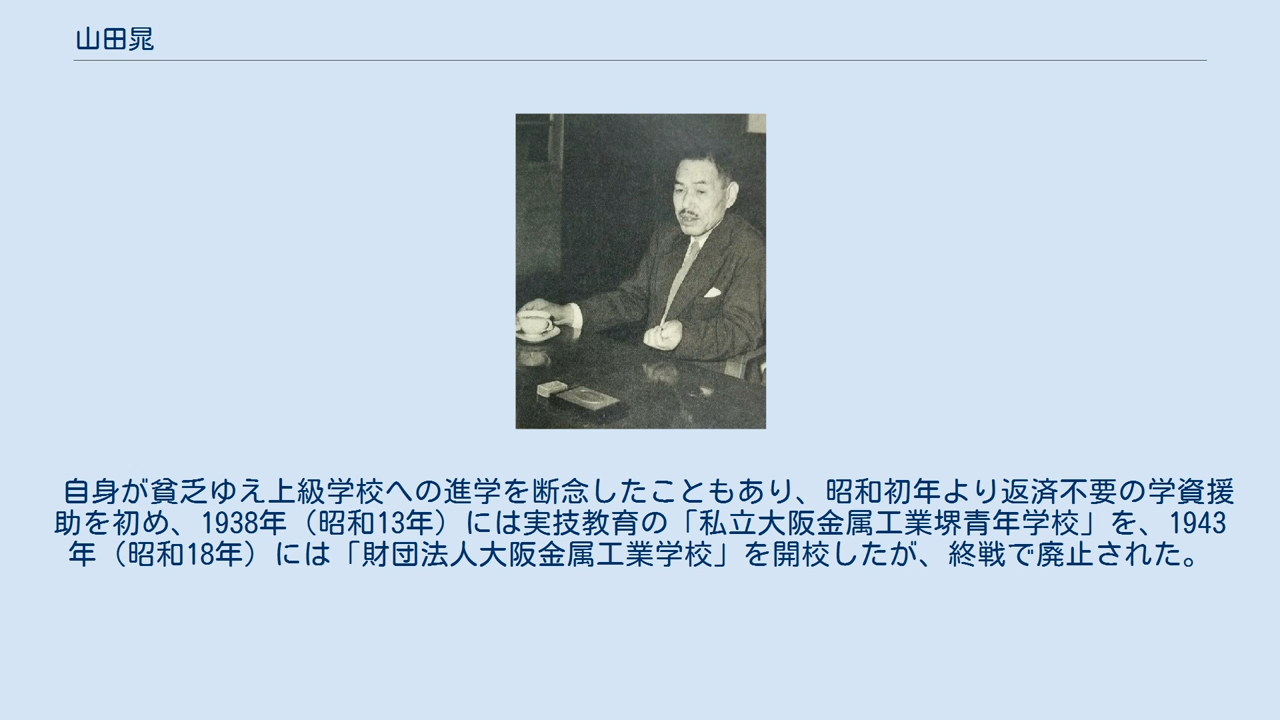 山田晁
自身が貧乏ゆえ上級学校への進学を断念したこともあり、昭和初年より返済不要の学資援
助を初め、1938年（昭和13年）には実技教育の「私立大阪金属工業堺青年学校」を、1943
年（昭和18年）には「財団法人大阪金属工業学校」を開校したが、終戦で廃止された。